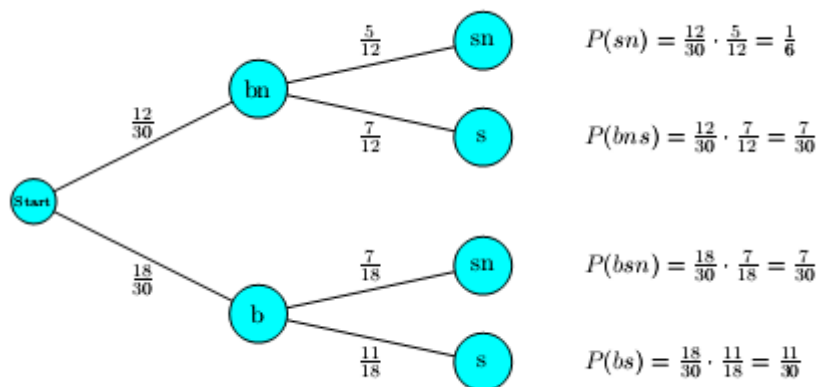 5/12
sn
P(sn) = 12/30 · 5/12 = 1/6
bn
12/30
7/12
s
P(bns) = 12/30 · 7/12 = 7/30
Start
18/30
7/18
sn
P(bsn) = 18/30 · 7/18 = 7/30
b
11/18
s
P(bs) = 18/30 · 11/18 = 11/30